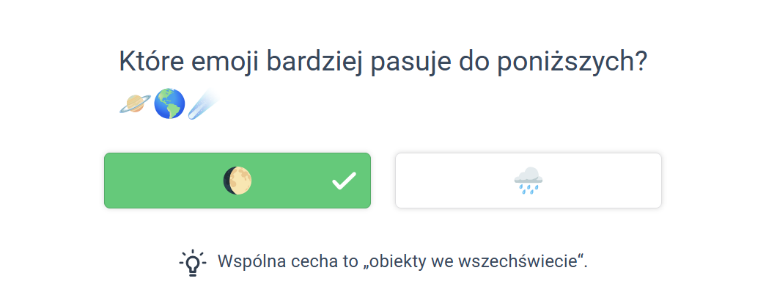 Które emoji bardziej pasuje do poniższych?
🪐🌎☄️
🌔
🌧️
Wspólna cecha to „obiekty we wszechświecie“.